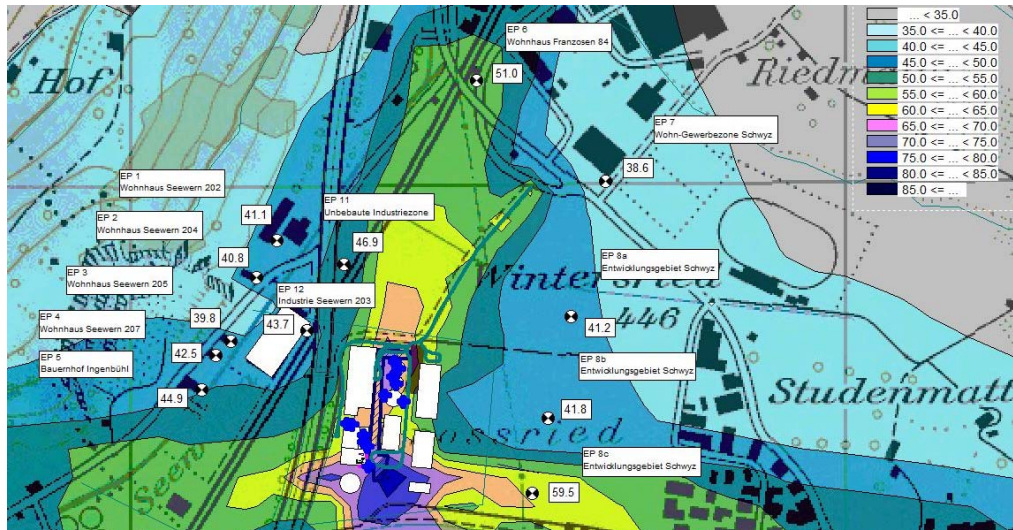 EP 6
Wohnhaus Franzosen 84
51.0
... < 35.0
35.0 <= ... < 40.0
40.0 <= ... < 45.0
45.0 <= ... < 50.0
50.0 <= ... < 55.0
55.0 <= ... < 60.0
60.0 <= ... < 65.0
65.0 <= ... < 70.0
70.0 <= ... < 75.0
75.0 <= ... < 80.0
80.0 <= ... < 85.0
85.0 <= ...
Hof
EP 7
Wohn-Gewerbezone Schwyz
38.6
EP 1
Wohnhaus Seewern 202
EP 11
Unbebaute Industriezone
EP 2
Wohnhaus Seewern 204
41.1
46.9
40.8
EP 3
Wohnhaus Seewern 205
EP 8a
Entwicklungsgebiet Schwyz
EP 12
Industrie Seewern 203
Wintersried
446
EP 4
Wohnhaus Seewern 207
39.8
43.7
41.2
EP 5
Bauernhof Ingenbühl
42.5
EP 8b
Entwicklungsgebiet Schwyz
44.9
Studenmatt
41.8
ossried
EP 8c
Entwicklungsgebiet Schwyz
59.5